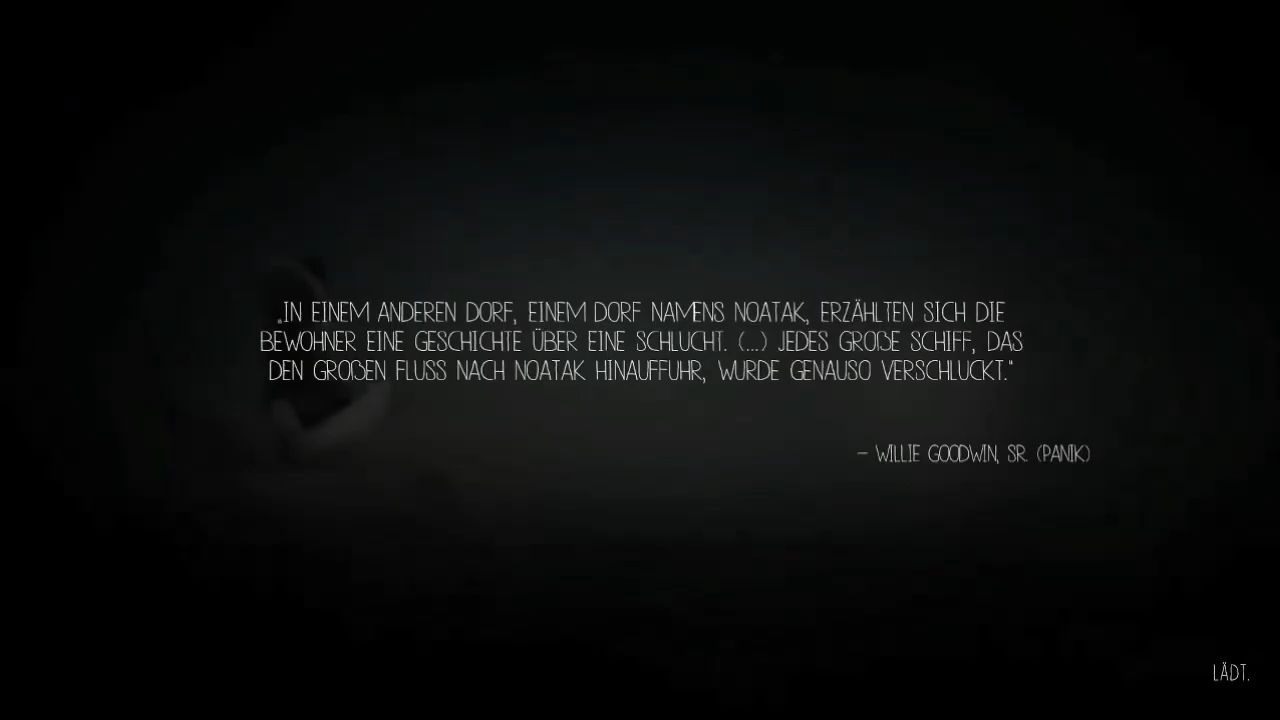 „IN EINEM ANDEREN DORF, EINEM DORF NAMENS NOATAK, ERZÄHLTEN SICH DIE
BEWOHNER EINE GESCHICHTE ÜBER EINE SCHLUCHT. (...) JEDES GROẞE SCHIFF, DAS
DEN GROẞEN FLUSS NACH NOATAK HINAUFFUHR, WURDE GENAUSO VERSCHLUCKT.“
– WILLIE GOODWIN, SR. (PANIK)
LÄDT.